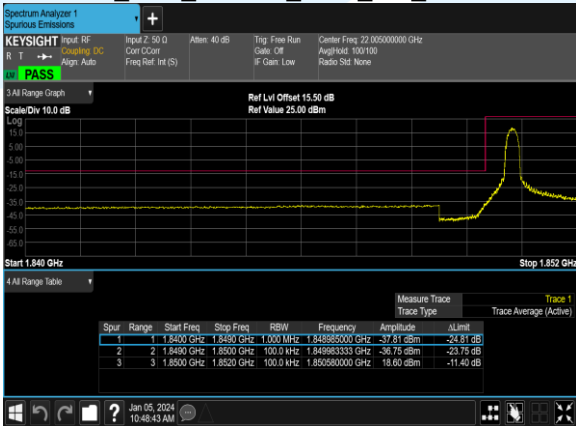 Spectrum Analyzer 1
Spurious Emissions
+
KEYSIGHT Input: RF Input Z: 50 Ω Atten: 40 dB Trig: Free Run Center Freq: 22.005000000 GHz
R T Coupling: DC Corr CCorr Gate: Off Avg|Hold: 100/100
Align: Auto Freq Ref: Int (S) IF Gain: Low Radio Std: None
PASS
3 All Range Graph
Ref Lvl Offset 15.50 dB
Scale/Div 10.0 dB Ref Value 25.00 dBm
Log
15.0
5.00
-5.00
-15.0
-25.0
-35.0
-45.0
-55.0
-65.0
Start 1.840 GHz Stop 1.852 GHz
4 All Range Table
Measure Trace Trace 1
Trace Type Trace Average (Active)
Spur Range Start Freq Stop Freq RBW Frequency Amplitude ΔLimit
1 1 1.8400 GHz 1.8490 GHz 1.000 MHz 1.848985000 GHz -37.81 dBm -24.81 dB
2 2 1.8490 GHz 1.8500 GHz 100.0 kHz 1.849983333 GHz -36.75 dBm -23.75 dB
3 3 1.8500 GHz 1.8520 GHz 100.0 kHz 1.850580000 GHz 18.60 dBm -11.40 dB
? Jan 05, 2024
10:48:43 AM